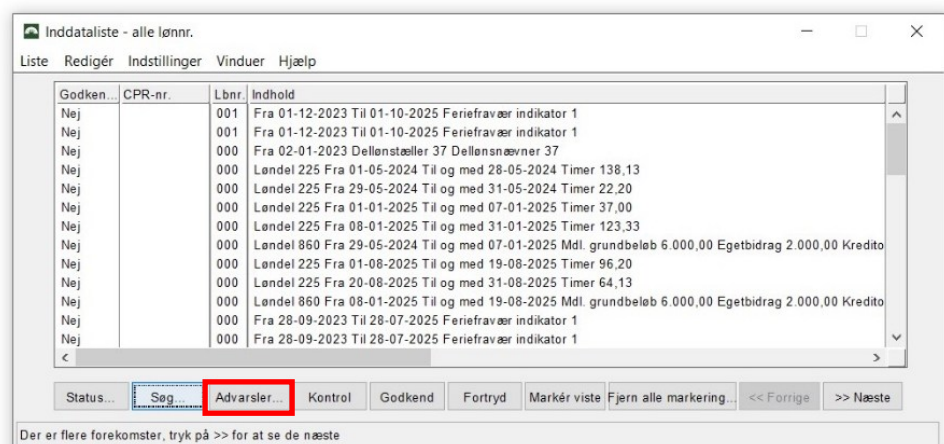 Inddataliste - alle lønnr.
Liste Redigér Indstillinger Vinduer Hjælp
Godken... CPR-nr. Lbnr. Indhold
Nej 001 Fra 01-12-2023 Til 01-10-2025 Feriefravær indikator 1
Nej 001 Fra 01-12-2023 Til 01-10-2025 Feriefravær indikator 1
Nej 000 Fra 02-01-2023 Dellønstæller 37 Dellønsnævner 37
Nej 000 Løndel 225 Fra 01-05-2024 Til og med 28-05-2024 Timer 138,13
Nej 000 Løndel 225 Fra 29-05-2024 Til og med 31-05-2024 Timer 22,20
Nej 000 Løndel 225 Fra 01-01-2025 Til og med 07-01-2025 Timer 37,00
Nej 000 Løndel 225 Fra 08-01-2025 Til og med 31-01-2025 Timer 123,33
Nej 000 Løndel 860 Fra 29-05-2024 Til og med 07-01-2025 Mdl. grundbeløb 6.000,00 Egetbidrag 2.000,00 Kredito
Nej 000 Løndel 225 Fra 01-08-2025 Til og med 19-08-2025 Timer 96,20
Nej 000 Løndel 225 Fra 20-08-2025 Til og med 31-08-2025 Timer 64,13
Nej 000 Løndel 860 Fra 08-01-2025 Til og med 19-08-2025 Mdl. grundbeløb 6.000,00 Egetbidrag 2.000,00 Kredito
Nej 000 Fra 28-09-2023 Til 28-07-2025 Feriefravær indikator 1
Nej 000 Fra 28-09-2023 Til 28-07-2025 Feriefravær indikator 1
Status... Søg... Advarsler... Kontrol Godkend Fortryd Markér viste Fjern alle markering... << Forrige >> Næste
Der er flere forekomster, tryk på >> for at se de næste